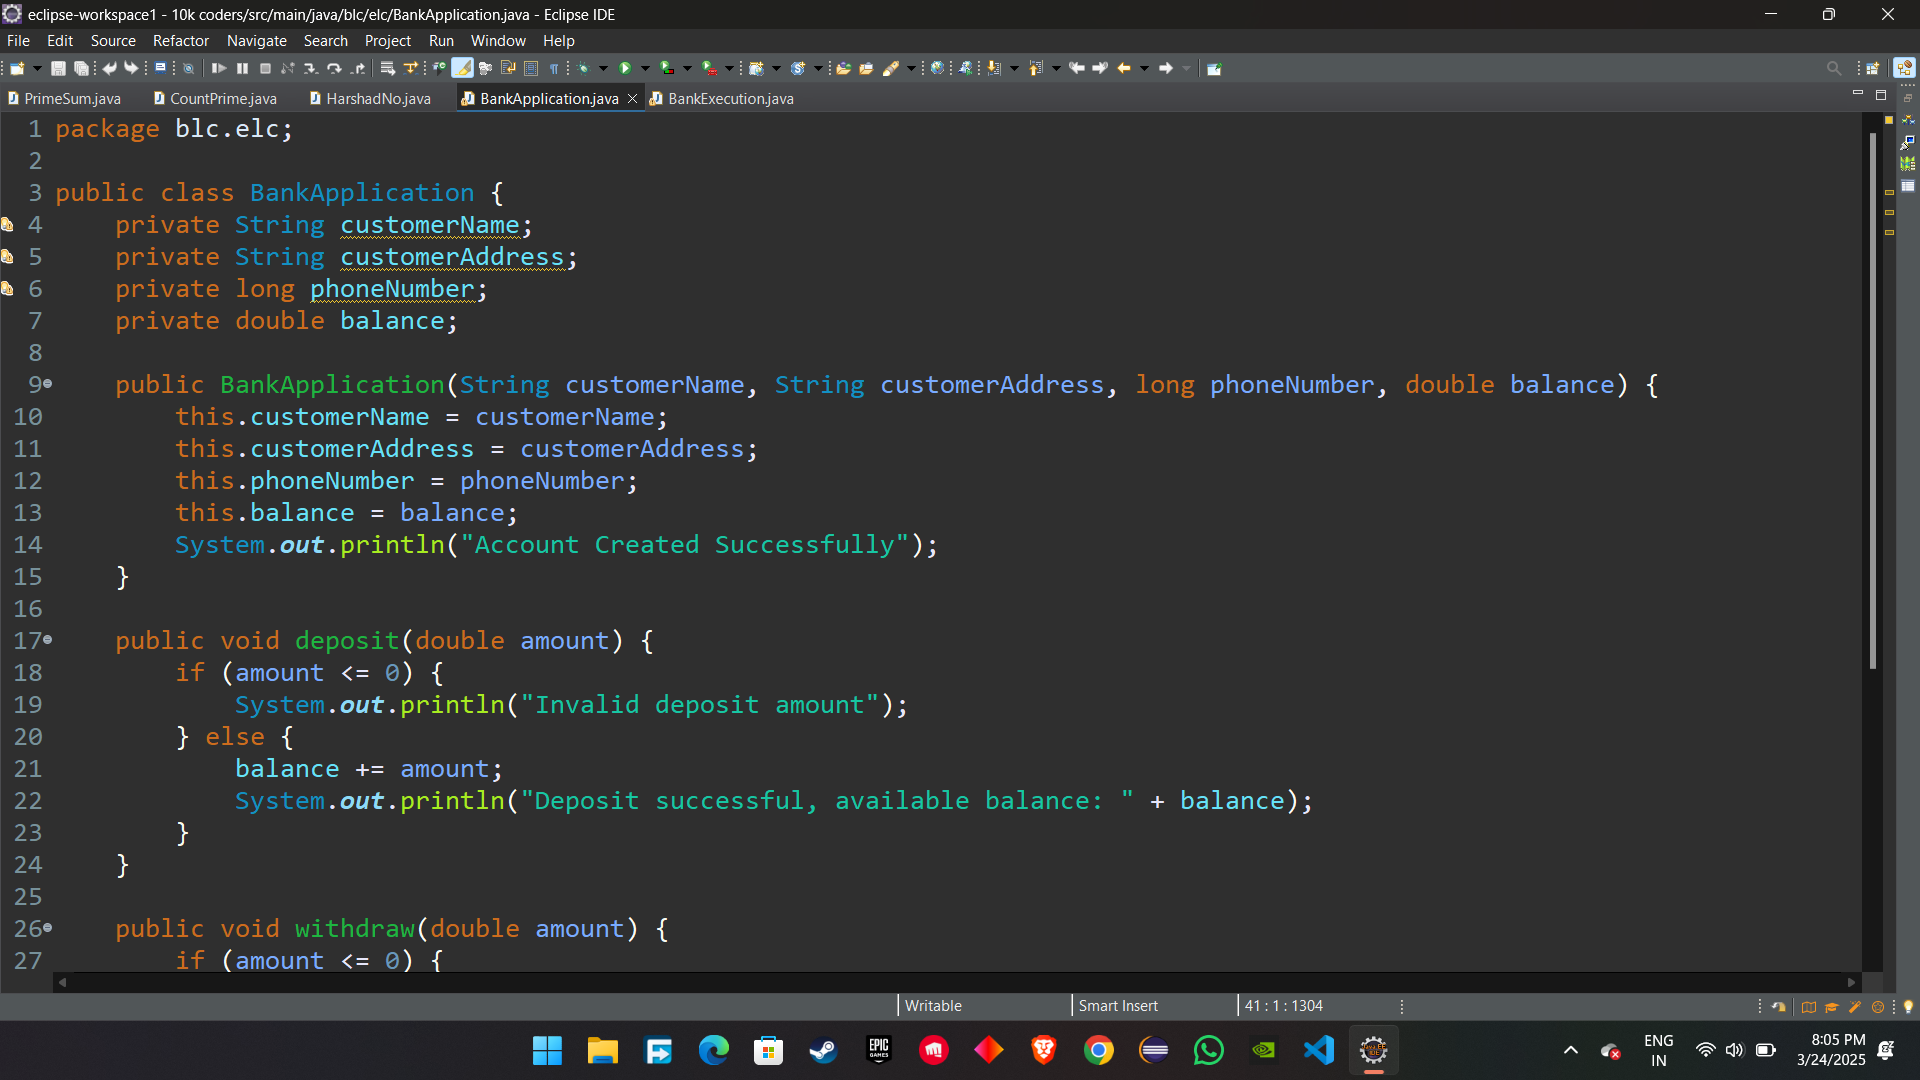 eclipse-workspace1 - 10k coders/src/main/java/blc/elc/BankApplication.java - Eclipse IDE
File Edit Source Refactor Navigate Search Project Run Window Help
PrimeSum.java CountPrime.java HarshadNo.java BankApplication.java BankExecution.java
1 package blc.elc;
2
3 public class BankApplication {
4     private String customerName;
5     private String customerAddress;
6     private long phoneNumber;
7     private double balance;
8
9     public BankApplication(String customerName, String customerAddress, long phoneNumber, double balance) {
10         this.customerName = customerName;
11         this.customerAddress = customerAddress;
12         this.phoneNumber = phoneNumber;
13         this.balance = balance;
14         System.out.println("Account Created Successfully");
15     }
16
17     public void deposit(double amount) {
18         if (amount <= 0) {
19             System.out.println("Invalid deposit amount");
20         } else {
21             balance += amount;
22             System.out.println("Deposit successful, available balance: " + balance);
23         }
24     }
25
26     public void withdraw(double amount) {
27         if (amount <= 0) {
Writable Smart Insert 41 : 1 : 1304
EPIC GAMES
ENG 8:05 PM
IN 3/24/2025